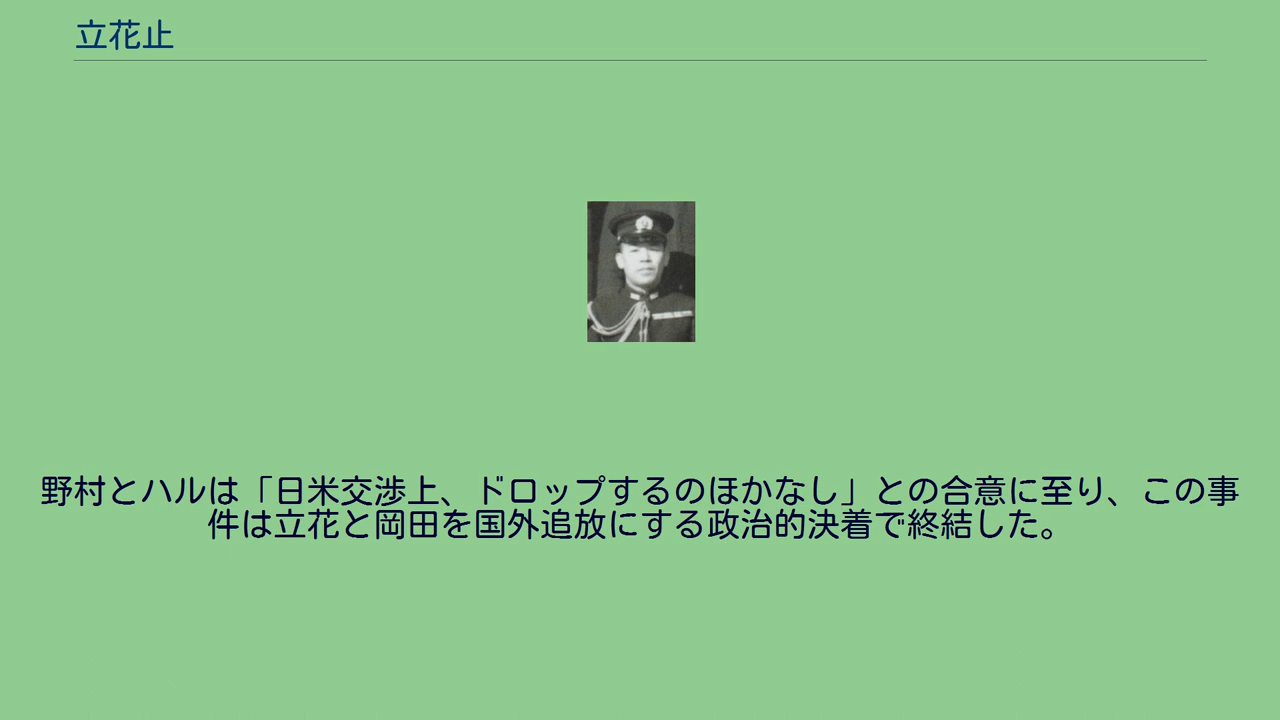 立花止
野村とハルは「日米交渉上、ドロップするのほかなし」との合意に至り、この事
件は立花と岡田を国外追放にする政治的決着で終結した。